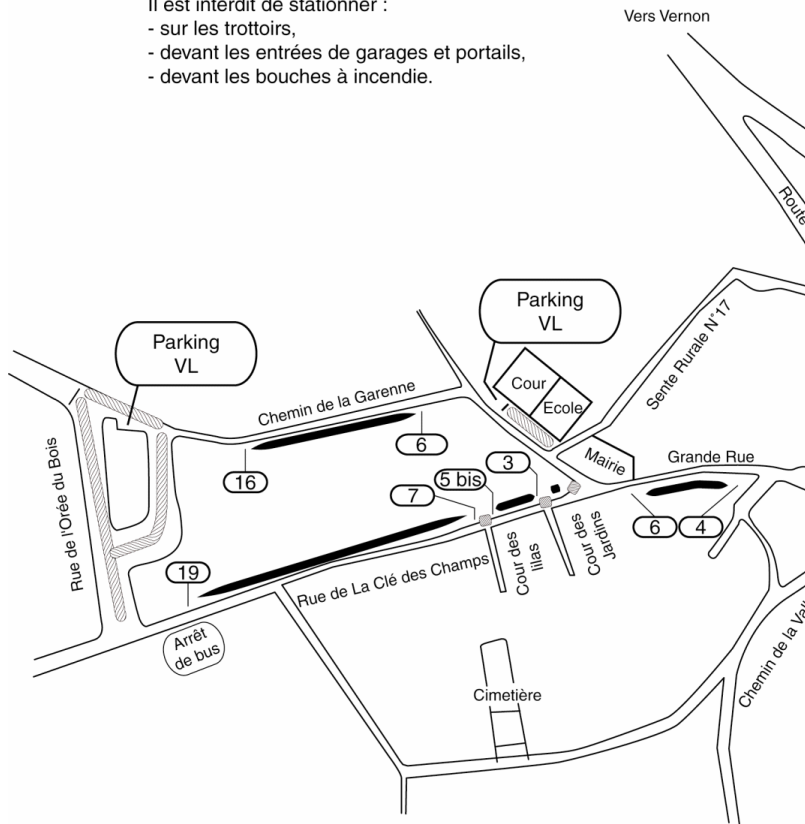 Il est interdit de stationner :
- sur les trottoirs,
- devant les entrées de garages et portails,
- devant les bouches à incendie.
Vers Vernon
Route
Parking
VL
Parking
VL
Sente Rurale N°17
Cour
Ecole
Chemin de la Garenne
6
16
Mairie
Grande Rue
3
5 bis
7
6
4
Rue de l'Orée du Bois
19
Rue de La Clé des Champs
Cour des
lilas
Cour des
Jardins
Arrêt
de bus
Cimetière
Chemin de la Vall